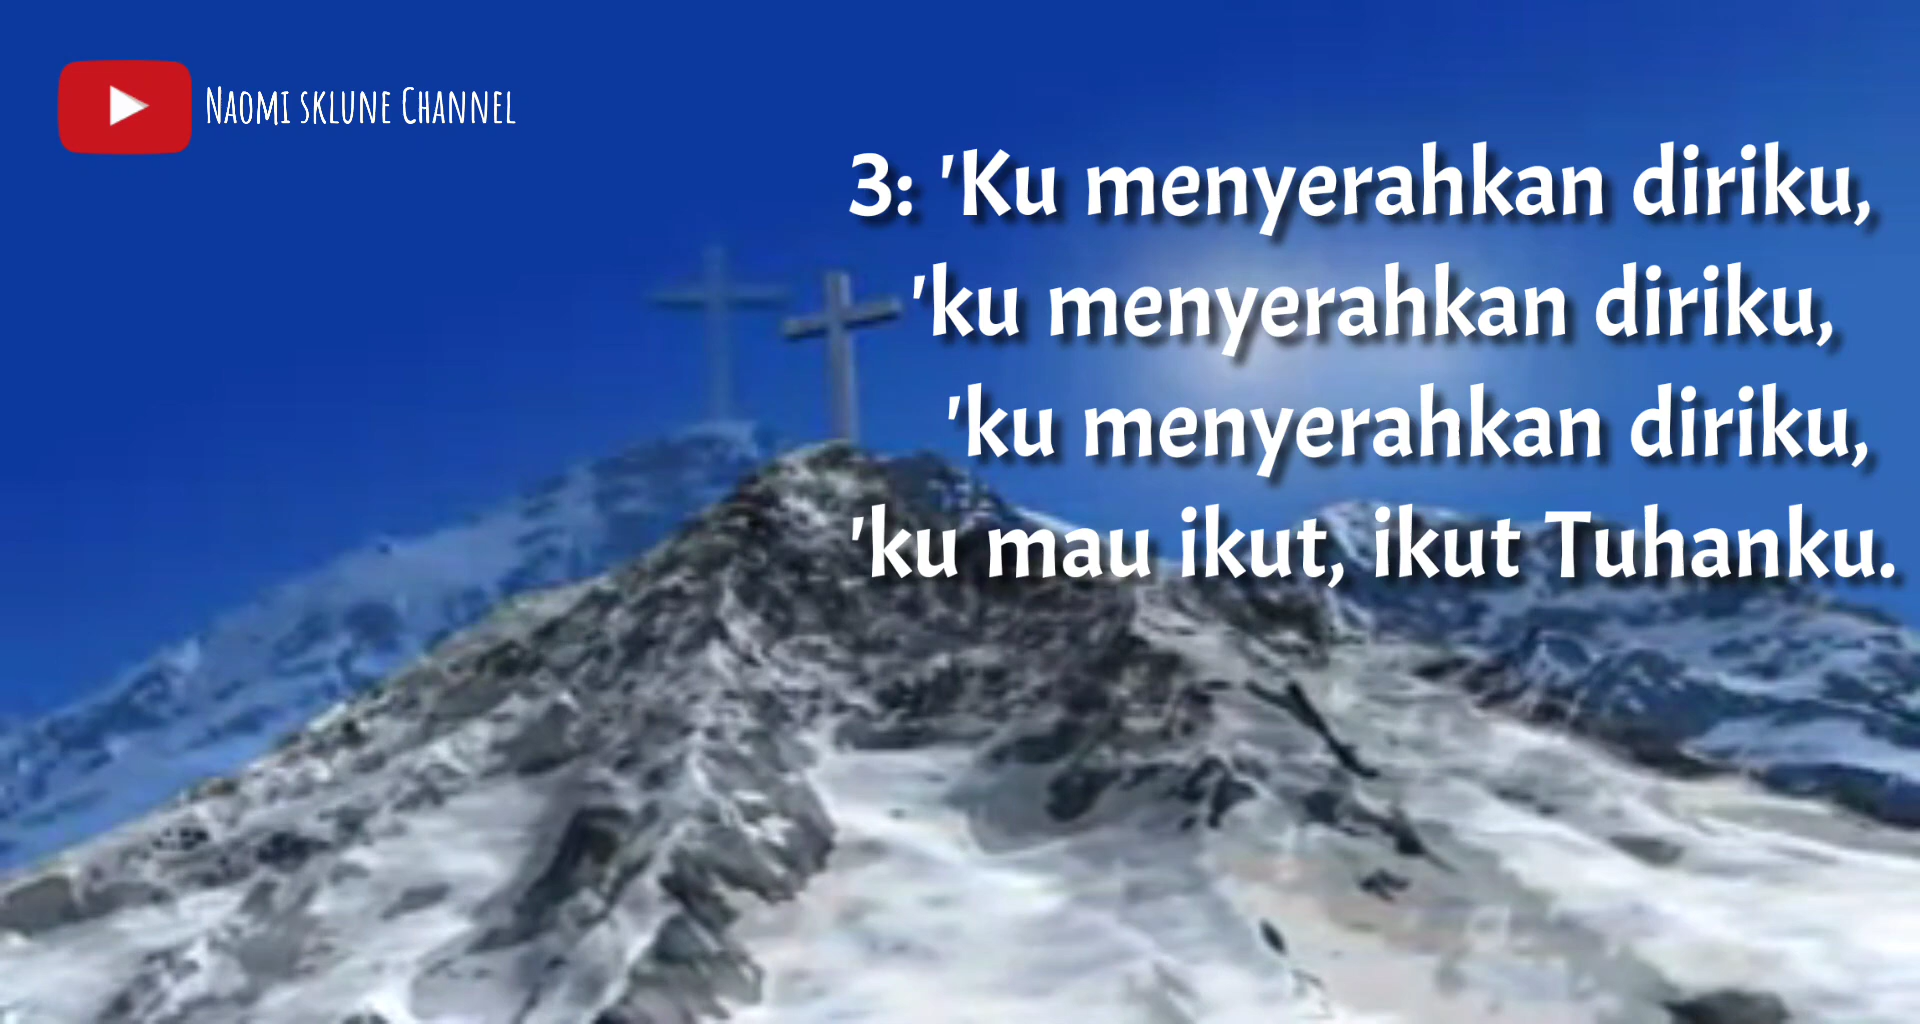 Naomi sklune Channel
3: 'Ku menyerahkan diriku,
'ku menyerahkan diriku,
'ku menyerahkan diriku,
'ku mau ikut, ikut Tuhanku.